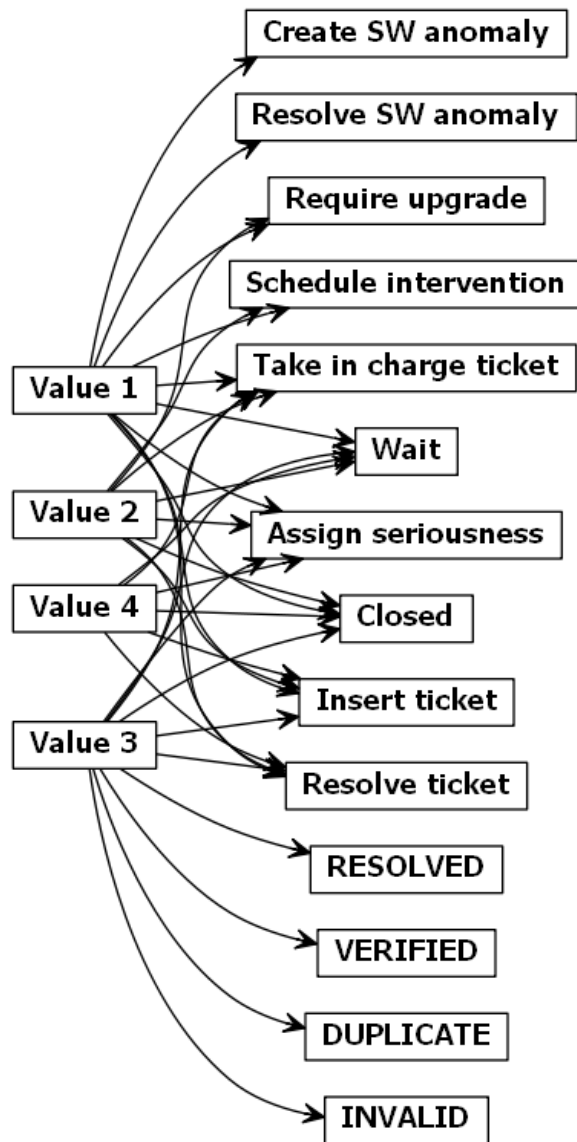 Create SW anomaly
Resolve SW anomaly
Require upgrade
Schedule intervention
Take in charge ticket
Value 1
Wait
Value 2
Assign seriousness
Value 4
Closed
Insert ticket
Value 3
Resolve ticket
RESOLVED
VERIFIED
DUPLICATE
INVALID